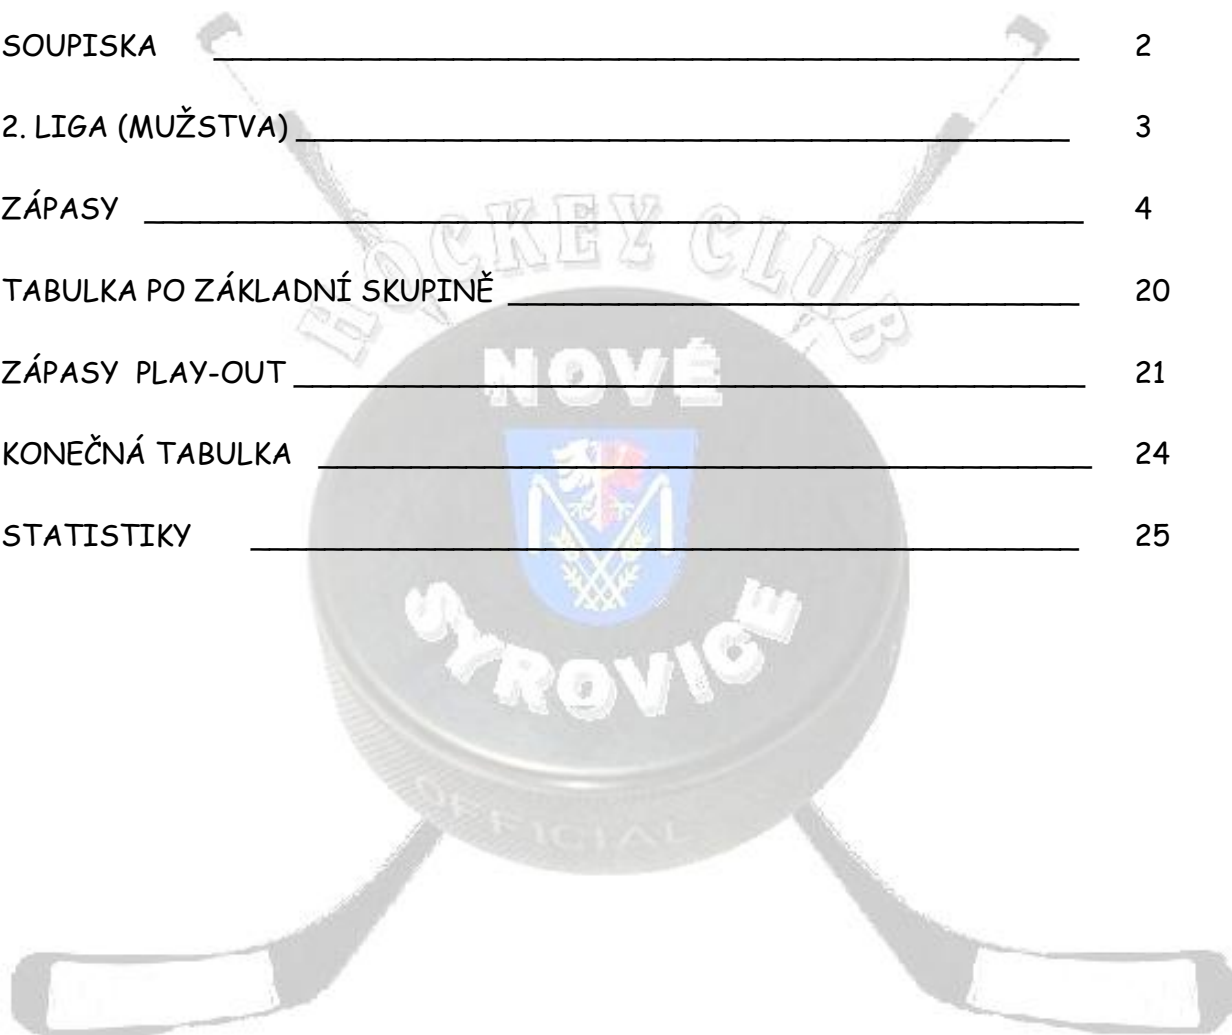 SOUPISKA 2
2. LIGA (MUŽSTVA) 3
ZÁPASY 4
HOCKEY CLUB
TABULKA PO ZÁKLADNÍ SKUPINĚ 20
ZÁPASY PLAY-OUT 21
NOVÉ
KONEČNÁ TABULKA 24
STATISTIKY 25
SYROVICE
OFFICIAL